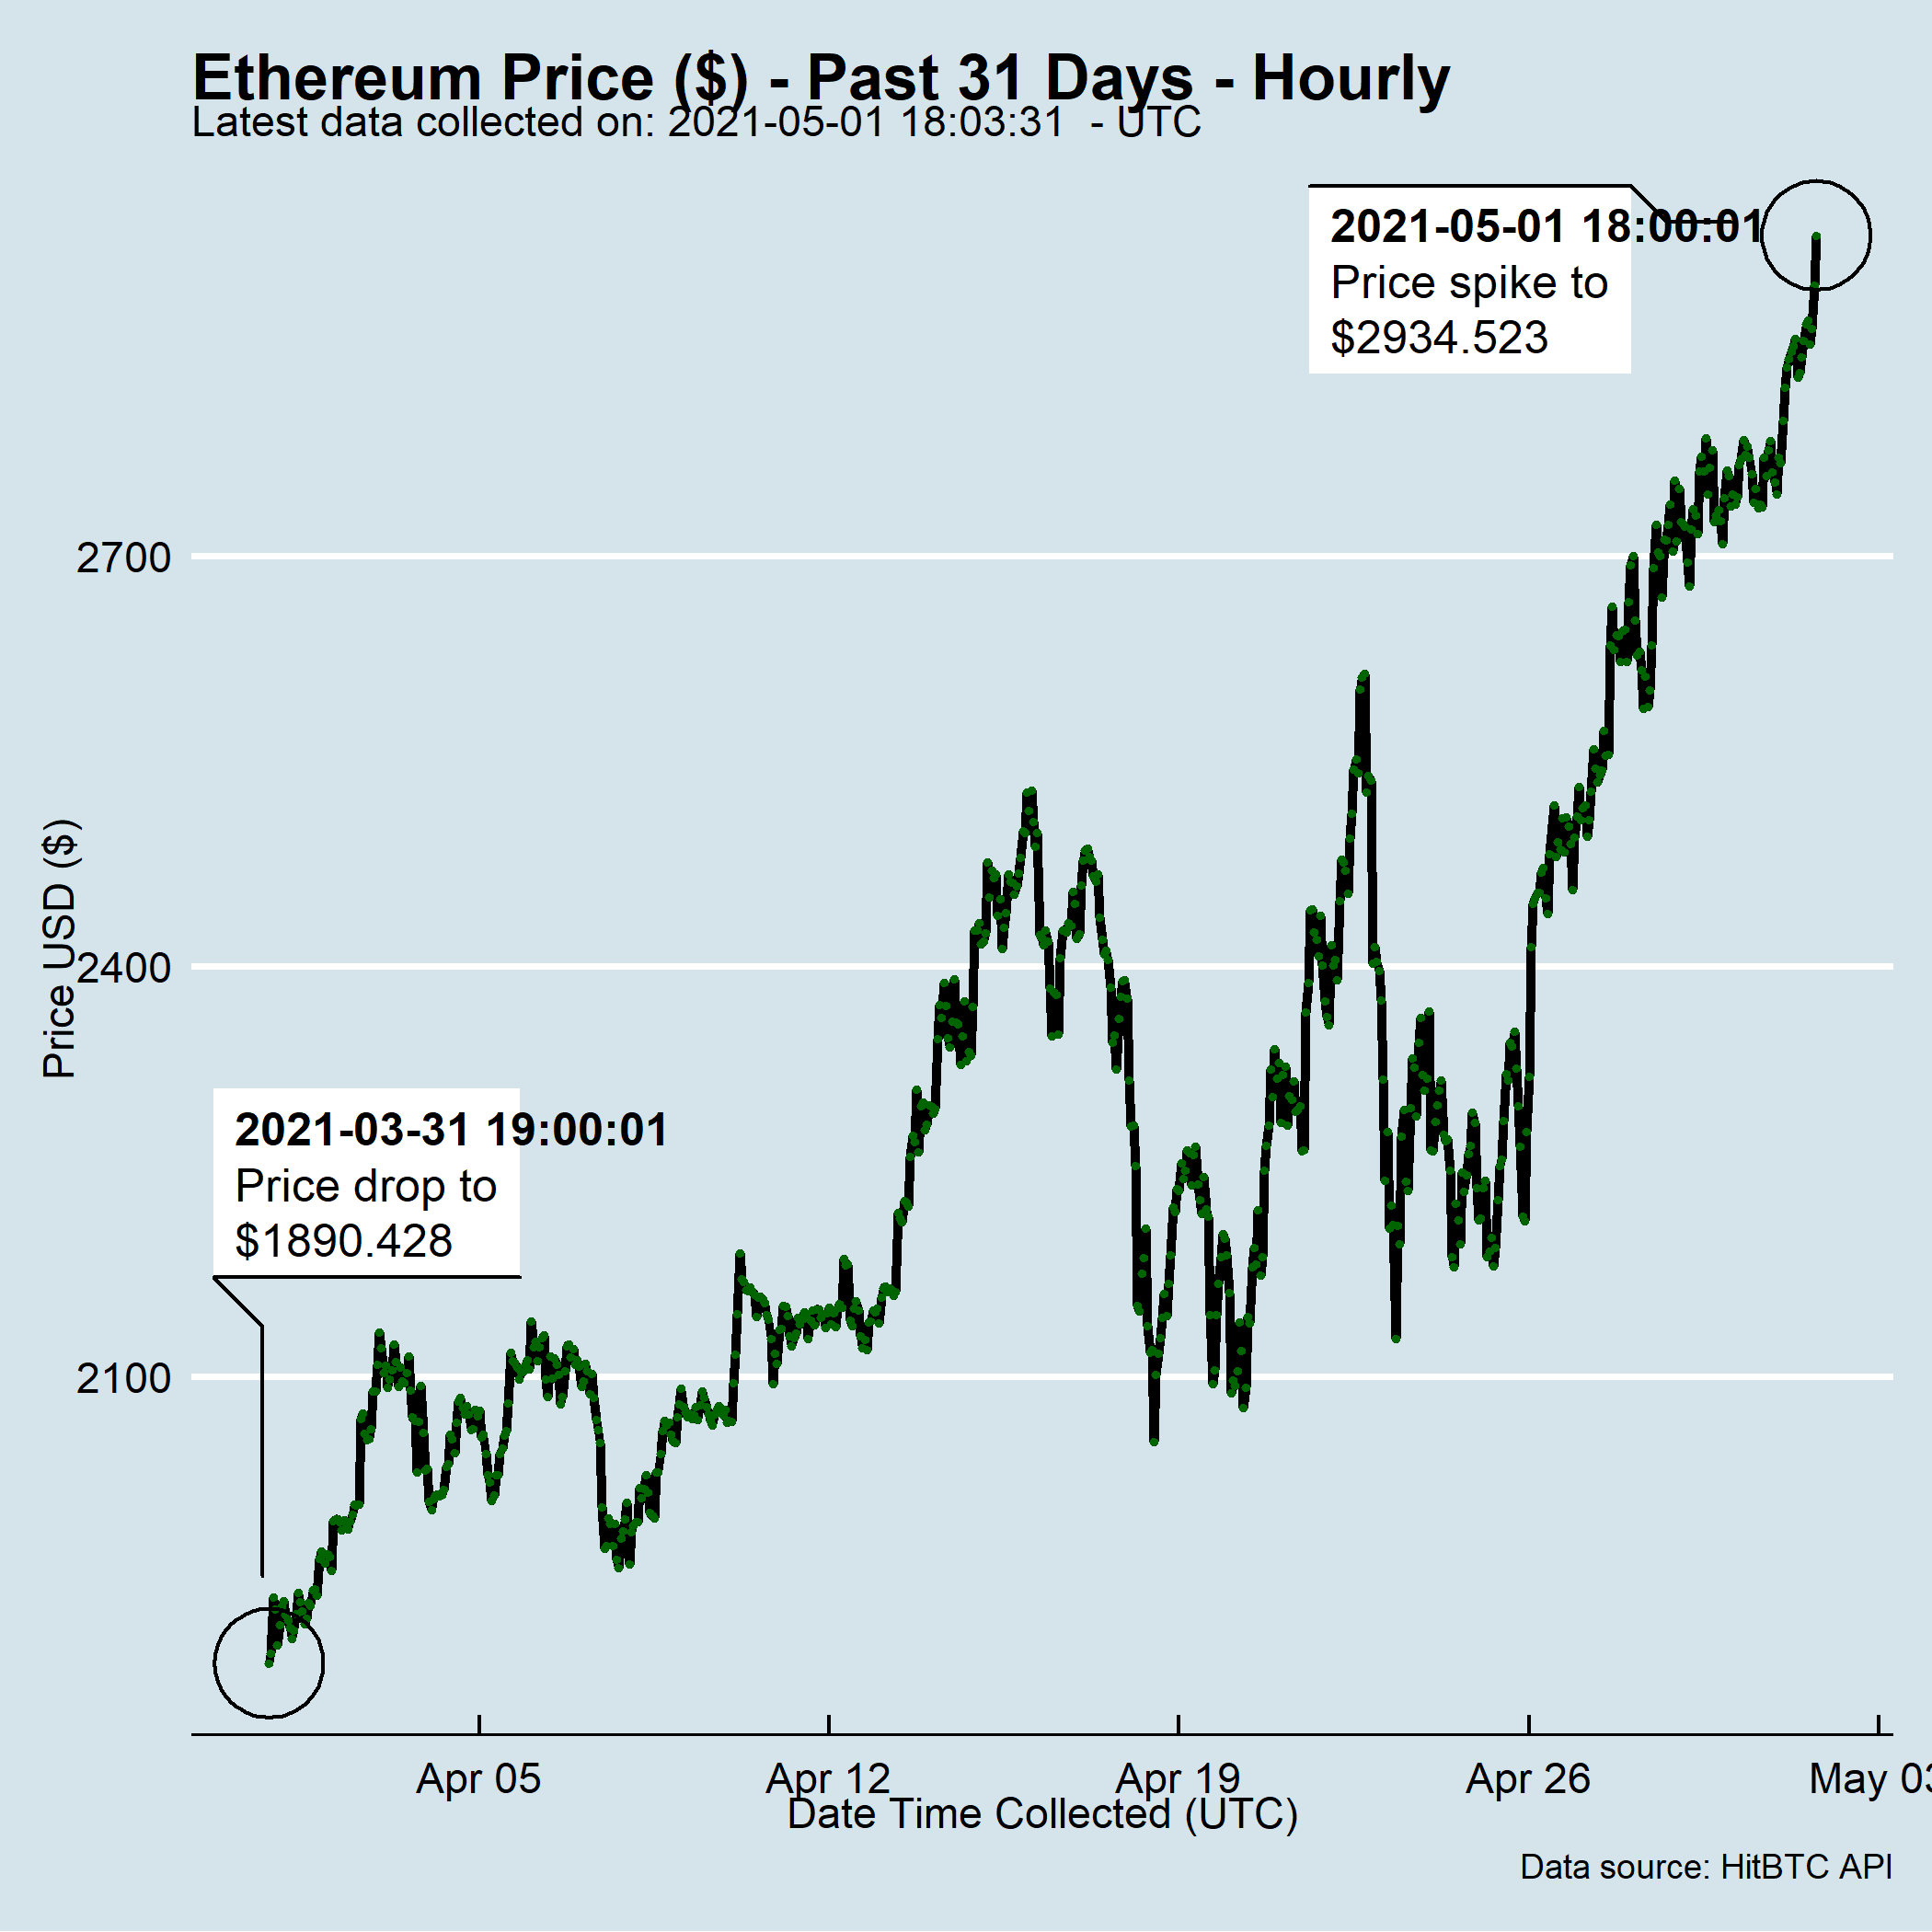 Ethereum Price ($) - Past 31 Days - Hourly
Latest data collected on: 2021-05-01 18:03:31  - UTC
2021-05-01 18:00:01
Price spike to
$2934.523
2700
2400
2100
Price USD ($)
2021-03-31 19:00:01
Price drop to
$1890.428
Apr 05
Apr 12
Apr 19
Apr 26
May 03
Date Time Collected (UTC)
Data source: HitBTC API